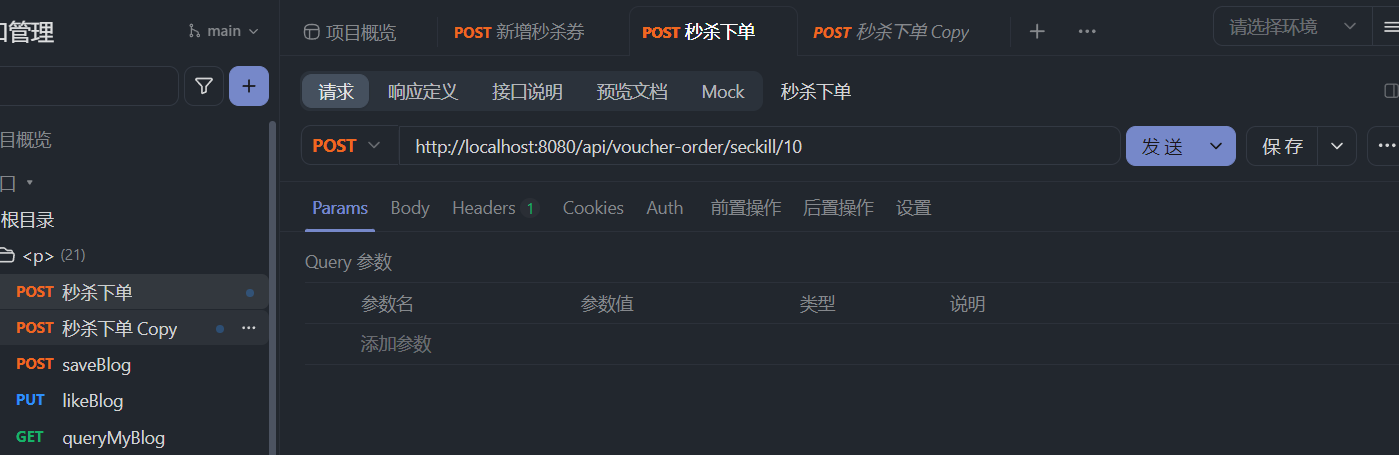 口管理
main
项目概览
POST 新增秒杀券
POST 秒杀下单
POST 秒杀下单 Copy
请选择环境
请求
响应定义
接口说明
预览文档
Mock
秒杀下单
POST
http://localhost:8080/api/voucher-order/seckill/10
发送
保存
目概览
口
根目录
<p> (21)
POST 秒杀下单
POST 秒杀下单 Copy
POST saveBlog
PUT likeBlog
GET queryMyBlog
Params
Body
Headers 1
Cookies
Auth
前置操作
后置操作
设置
Query 参数
参数名
参数值
类型
说明
添加参数